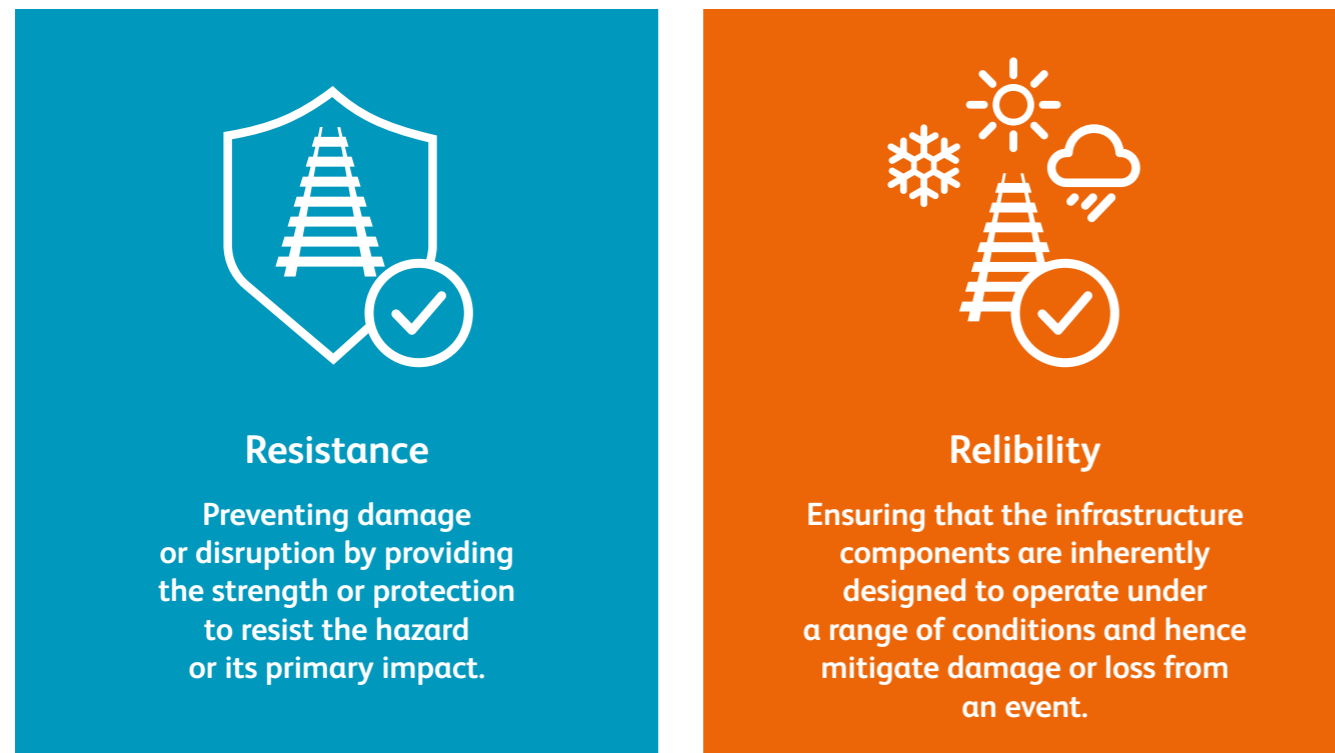 Resistance
Preventing damage
or disruption by providing
the strength or protection
to resist the hazard
or its primary impact.
Relibility
Ensuring that the infrastructure
components are inherently
designed to operate under
a range of conditions and hence
mitigate damage or loss from
an event.